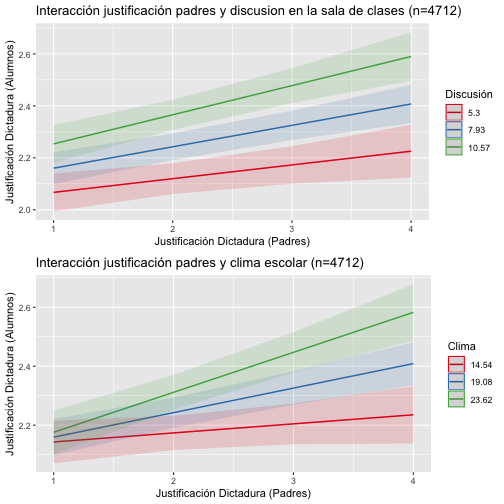 Interacción justificación padres y discusion en la sala de clases (n=4712)
Justificación Dictadura (Alumnos)
2.6
2.4
2.2
2.0
1
2
3
4
Justificación Dictadura (Padres)
Discusión
5.3
7.93
10.57
Interacción justificación padres y clima escolar (n=4712)
Justificación Dictadura (Alumnos)
2.6
2.4
2.2
1
2
3
4
Justificación Dictadura (Padres)
Clima
14.54
19.08
23.62